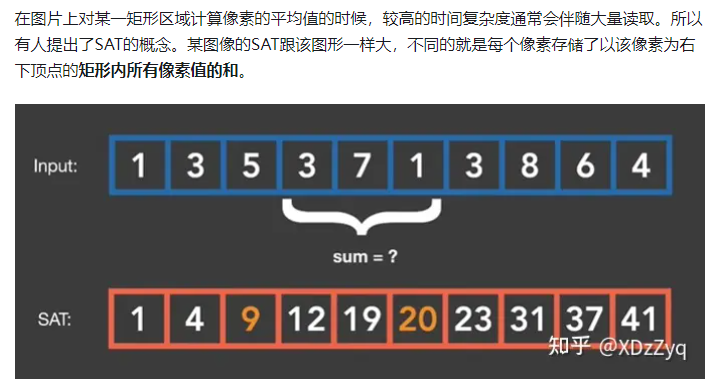 在图片上对某一矩形区域计算像素的平均值的时候，较高的时间复杂度通常会伴随大量读取。所以
有人提出了SAT的概念。某图像的SAT跟该图形一样大，不同的就是每个像素存储了以该像素为右
下顶点的矩形内所有像素值的和。
Input: 1 3 5 3 7 1 3 8 6 4
sum = ?
SAT: 1 4 9 12 19 20 23 31 37 41
知乎 @XDzZyq